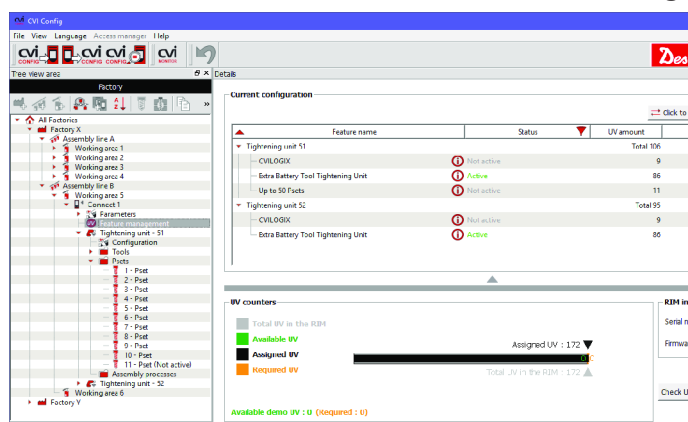 CVI Config
File View Language Access manager Help
CVI CONFIG CVI CONFIG CVI MONITOR
Des
Tree view area
Details
Factory
All Factories
Factory X
Assembly line A
Working area 1
Working area 2
Working area 3
Working area 4
Assembly line B
Working area 5
Connect 1
Parameters
UV Feature management
Tightening unit - 51
Configuration
Tools
Psets
1 - Pset
2 - Pset
3 - Pset
4 - Pset
5 - Pset
6 - Pset
7 - Pset
8 - Pset
9 - Pset
10 - Pset
11 - Pset (Not active)
Assembly processes
Tightening unit - 52
Working area 6
Factory Y
Current configuration
Click to
Feature name Status UV amount
Tightening unit 51 Total 106
CVILOGIX Not active 9
Extra Battery Tool Tightening Unit Active 86
Up to 50 Psets Not active 11
Tightening unit 52 Total 95
CVILOGIX Not active 9
Extra Battery Tool Tightening Unit Active 86
UV counters
Total UV in the RIM
Available UV
Assigned UV
Required UV
Assigned UV : 172
0
Total UV in the RIM : 172
Available demo UV : 0 (Required : 0)
RIM in
Serial n
Firmwa
Check U